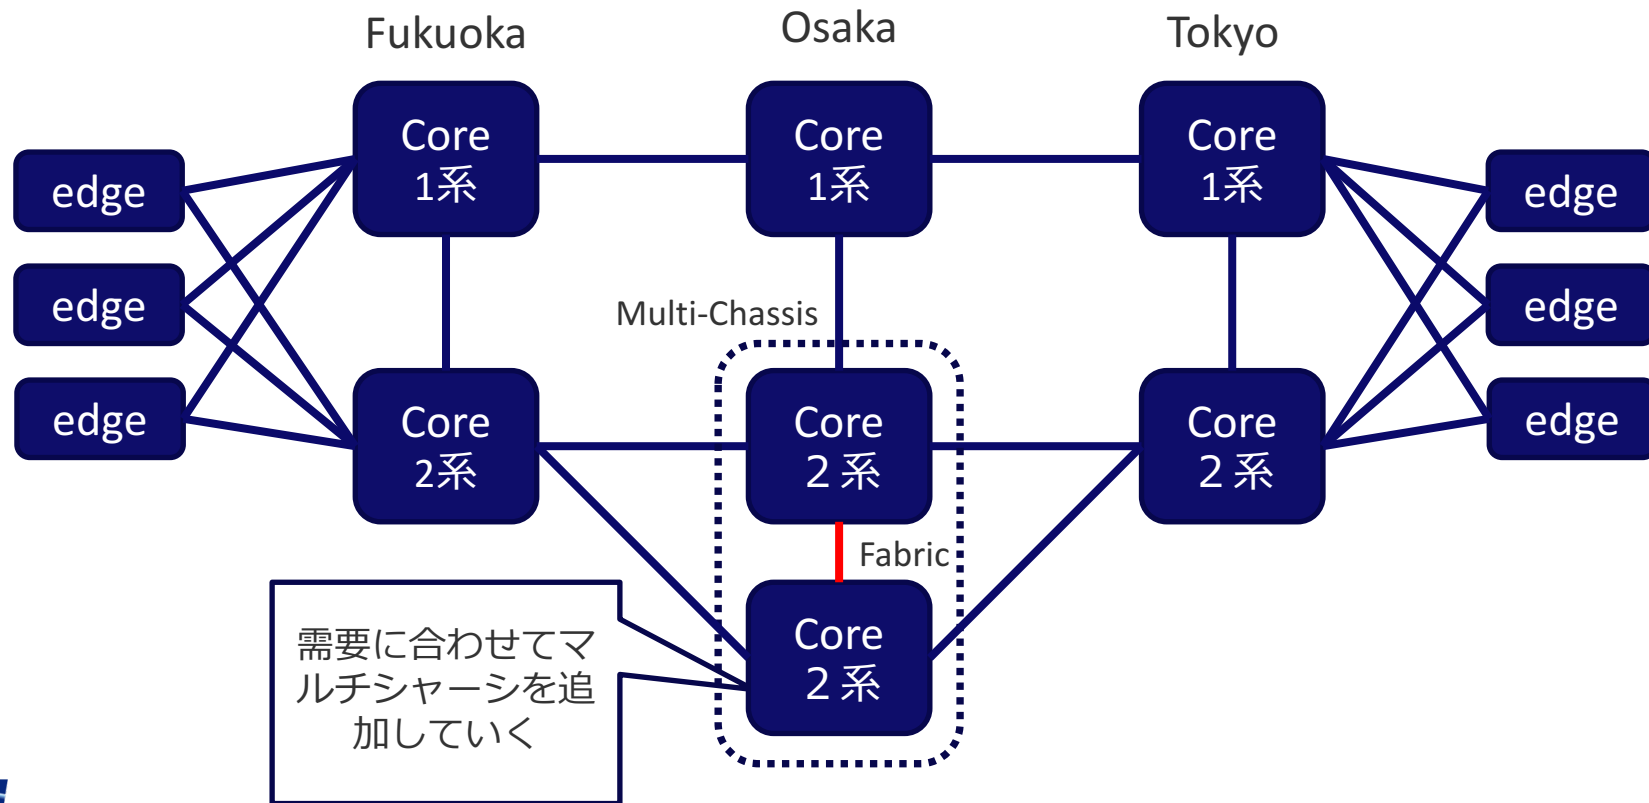 Fukuoka
Osaka
Tokyo
Core
1系
Core
1系
Core
1系
edge
edge
edge
edge
edge
edge
Multi-Chassis
Core
2系
Core
２系
Core
２系
Fabric
Core
２系
需要に合わせてマ
ルチシャーシを追
加していく